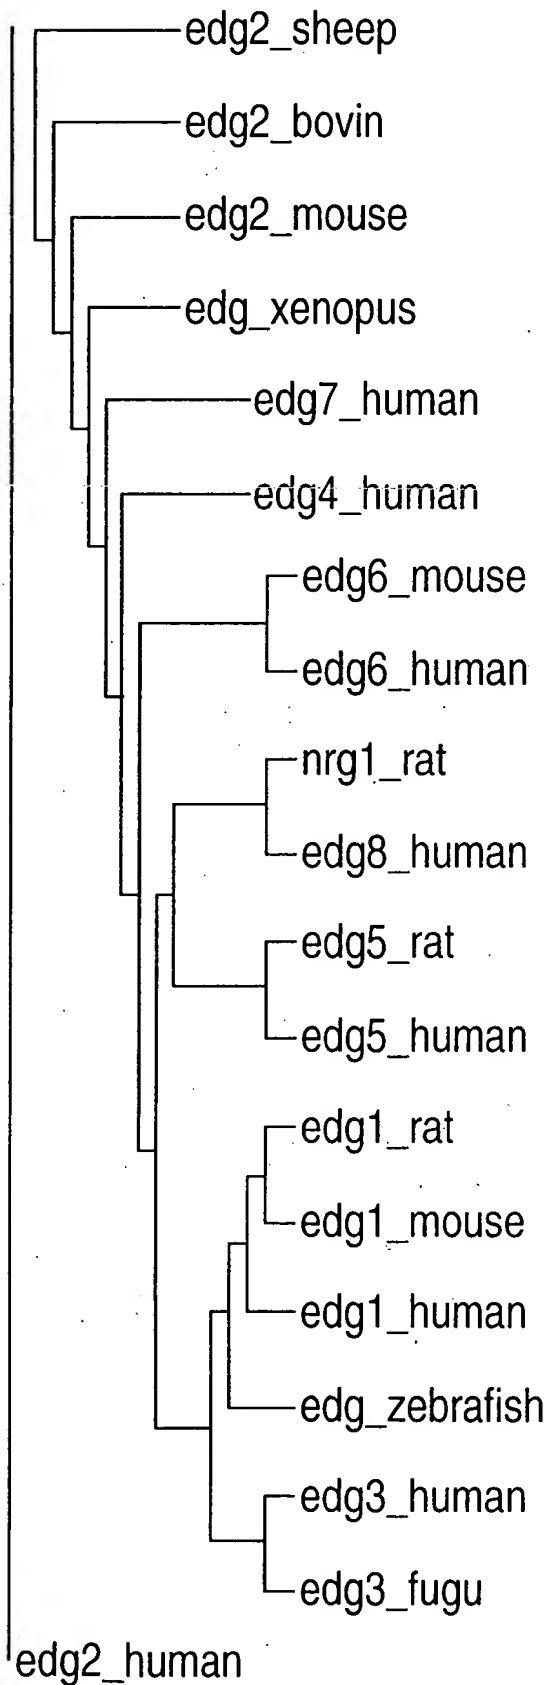 edg2_sheep
edg2_bovin
edg2_mouse
edg_xenopus
edg7_human
edg4_human
edg6_mouse
edg6_human
nrg1_rat
edg8_human
edg5_rat
edg5_human
edg1_rat
edg1_mouse
edg1_human
edg_zebrafish
edg3_human
edg3_fugu
edg2_human